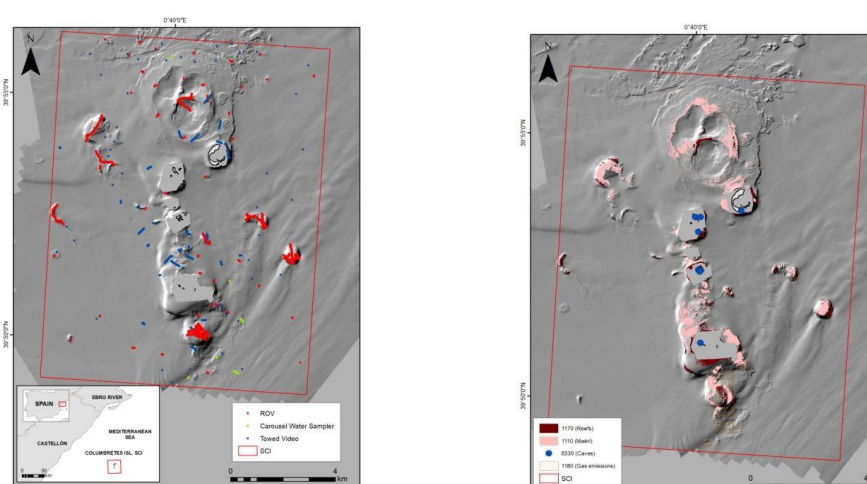 0°40'0"E
N
39°55'0"N
39°50'0"N
SPAIN
EBRO RIVER
MEDITERRANEAN
SEA
CASTELLÓN
COLUMBRETES ISL. SCI
km
ROV
Carousel Water Sampler
Towed Video
SCI
0
4
km
0°40'0"E
N
39°55'0"N
39°50'0"N
1170 (Reefs)
1110 (Maërl)
8330 (Caves)
1180 (Gas emissions)
SCI
0